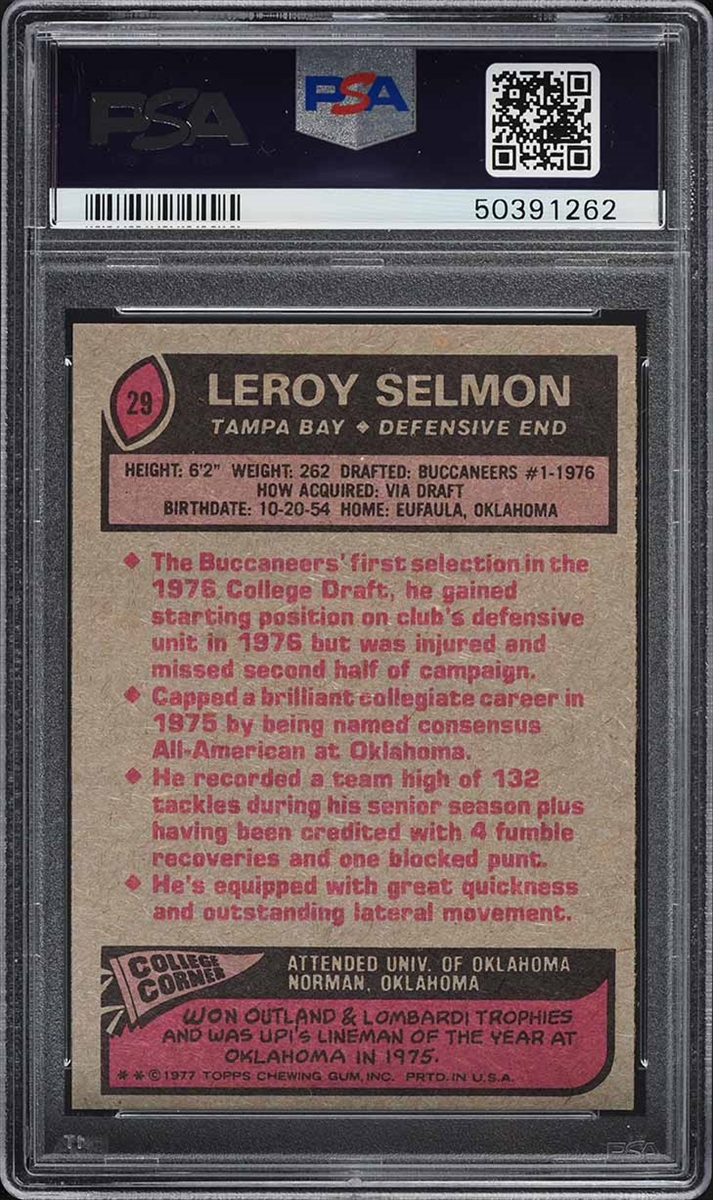 PSA
PSA
50391262
29
LEROY SELMON
TAMPA BAY ◆ DEFENSIVE END
HEIGHT: 6'2" WEIGHT: 262 DRAFTED: BUCCANEERS #1-1976
HOW ACQUIRED: VIA DRAFT
BIRTHDATE: 10-20-54 HOME: EUFAULA, OKLAHOMA
◆ The Buccaneers' first selection in the
1976 College Draft, he gained
starting position on club's defensive
unit in 1976 but was injured and
missed second half of campaign.
◆ Capped a brilliant collegiate career in
1975 by being named consensus
All-American at Oklahoma.
◆ He recorded a team high of 132
tackles during his senior season plus
having been credited with 4 fumble
recoveries and one blocked punt.
◆ He's equipped with great quickness
and outstanding lateral movement.
COLLEGE
CORNER
ATTENDED UNIV. OF OKLAHOMA
NORMAN, OKLAHOMA
WON OUTLAND & LOMBARDI TROPHIES
AND WAS UPI'S LINEMAN OF THE YEAR AT
OKLAHOMA IN 1975.
* * © 1977 TOPPS CHEWING GUM, INC. PRTD. IN U.S.A.
PSA